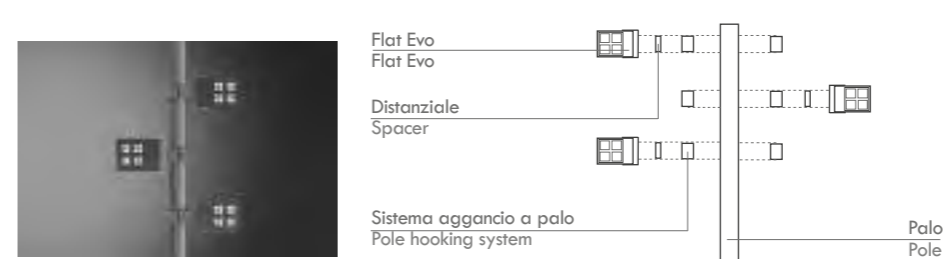 Flat Evo
Flat Evo
Distanziale
Spacer
Sistema aggancio a palo
Pole hooking system
Palo
Pole